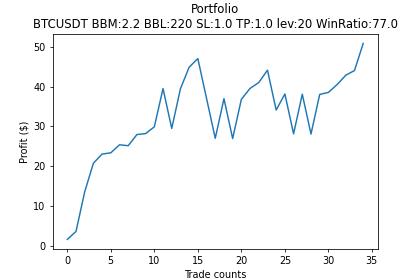 Portfolio
BTCUSDT BBM:2.2 BBL:220 SL:1.0 TP:1.0 lev:20 WinRatio:77.0
50
40
30
20
10
0
Profit ($)
0 5 10 15 20 25 30 35
Trade counts